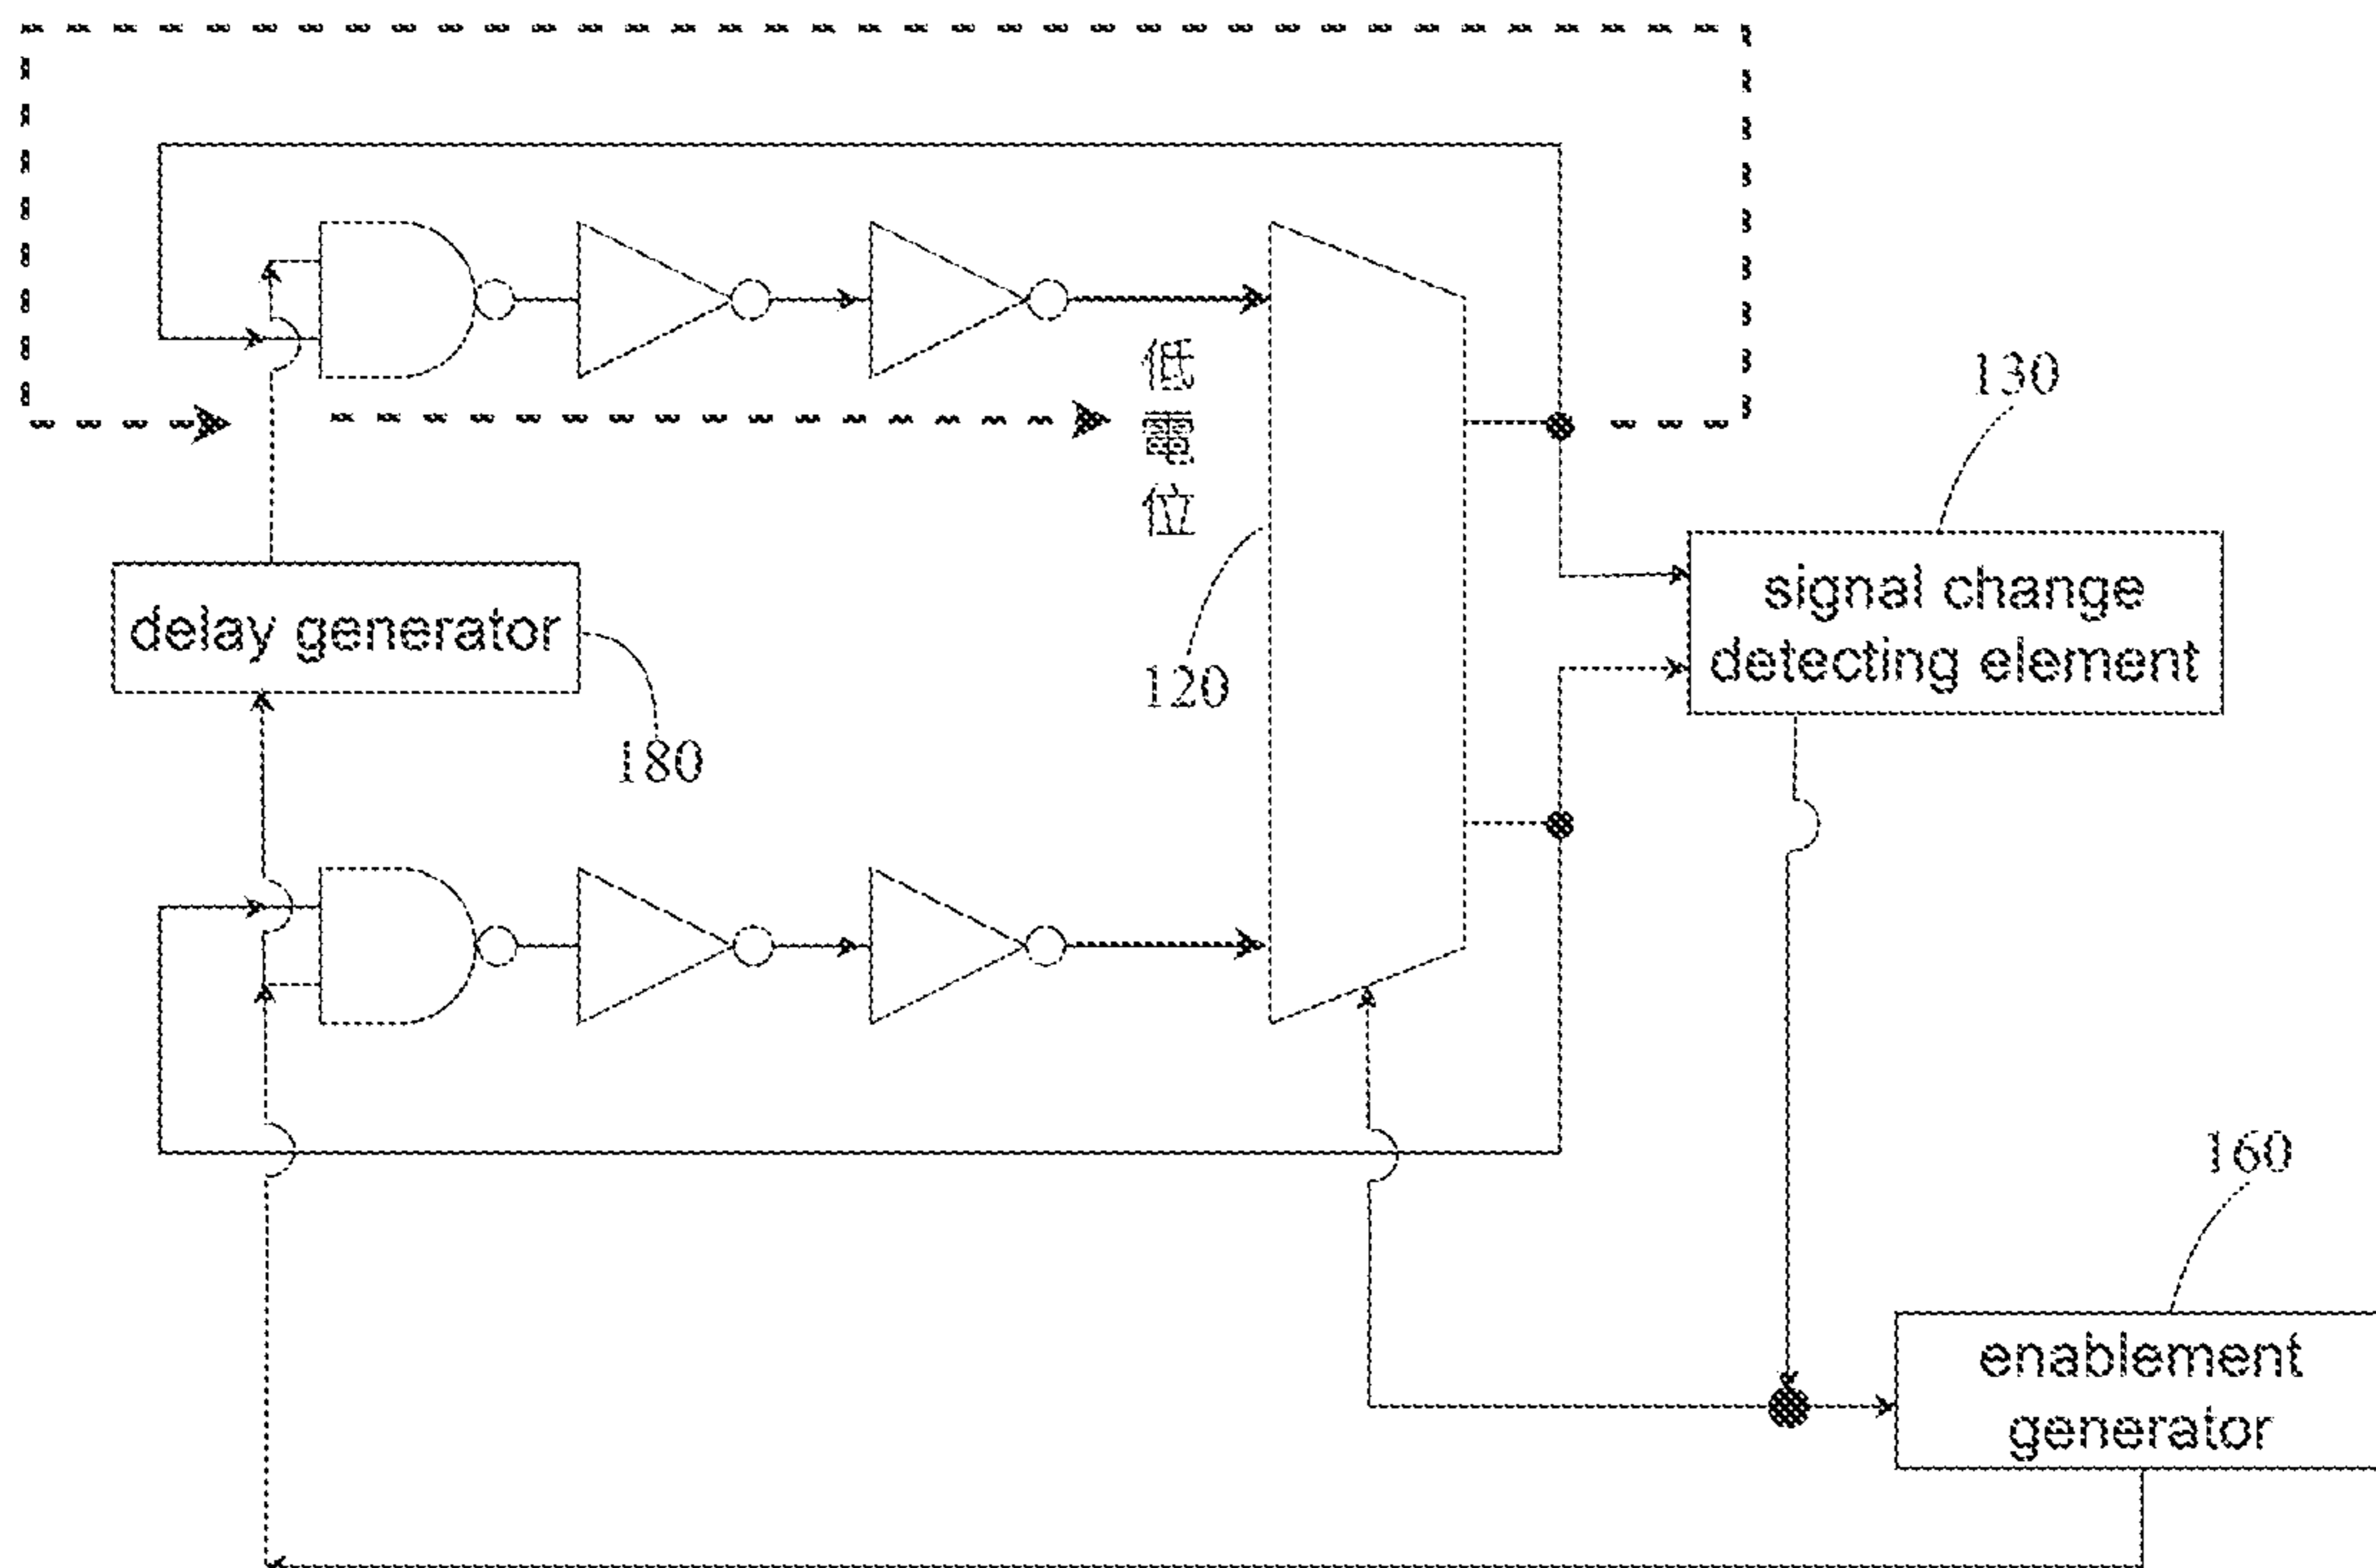 低電位
130
signal change
detecting element
delay generator
120
180
160
enablement
generator